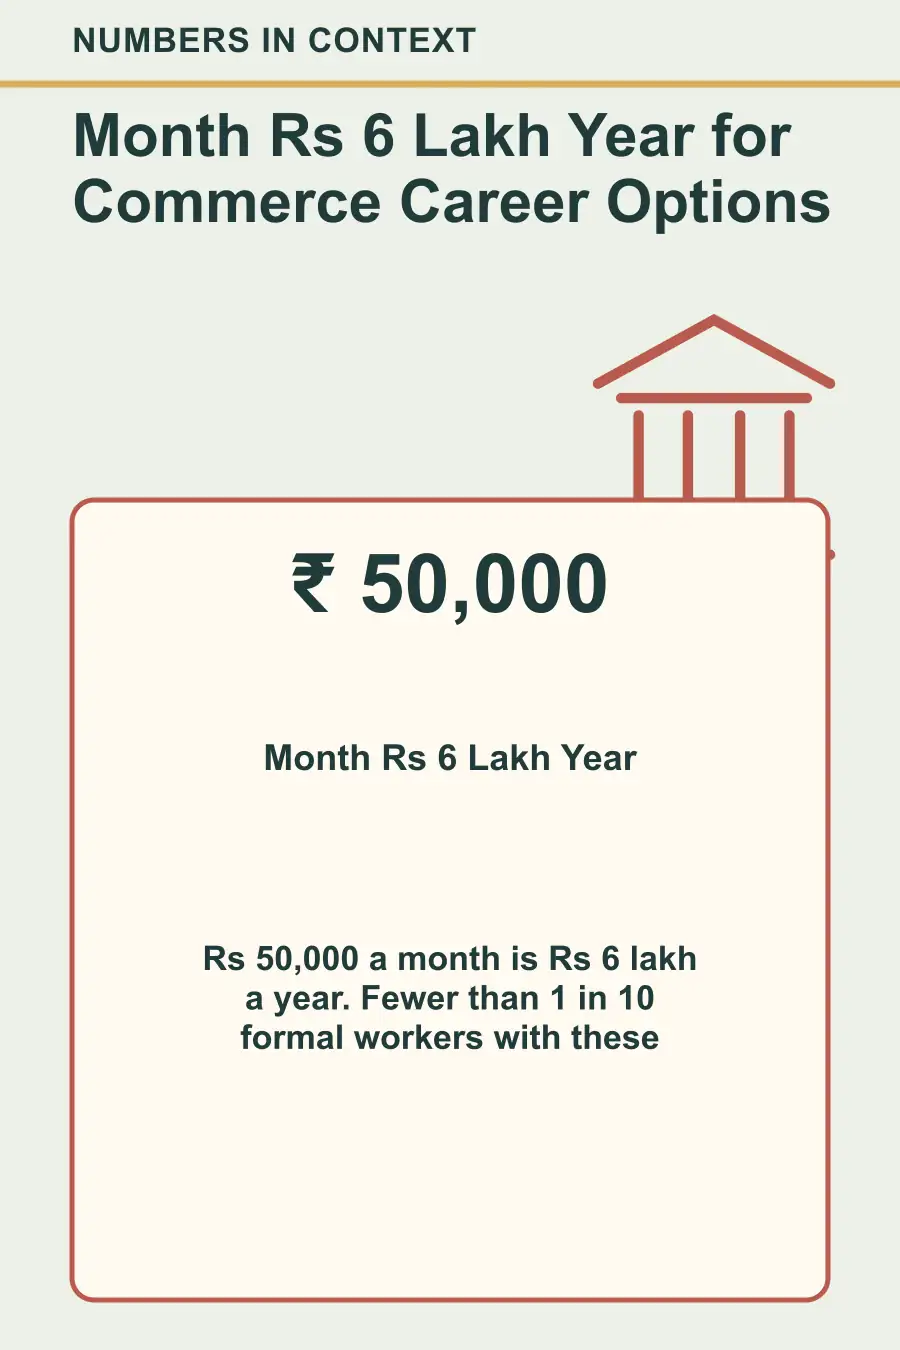 NUMBERS IN CONTEXT
Month Rs 6 Lakh Year for
Commerce Career Options
₹ 50,000
Month Rs 6 Lakh Year
Rs 50,000 a month is Rs 6 lakh
a year. Fewer than 1 in 10
formal workers with these